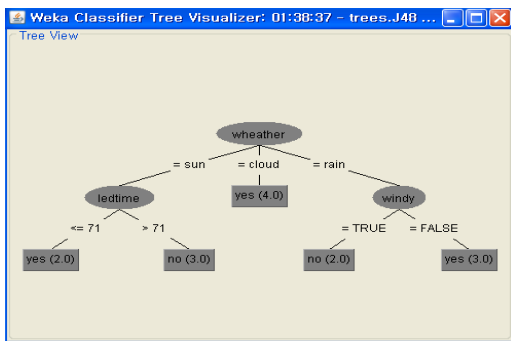 Weka Classifier Tree Visualizer: 01:38:37 - trees.J48 ...
Tree View
wheather
= sun = cloud = rain
ledtime yes (4.0) windy
<= 71 > 71 = TRUE = FALSE
yes (2.0) no (3.0) no (2.0) yes (3.0)